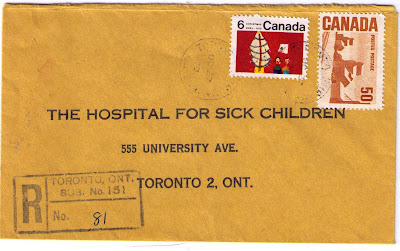 6 Canada
CANADA
POSTES POSTAGE
50
THE HOSPITAL FOR SICK CHILDREN
555 UNIVERSITY AVE.
TORONTO 2, ONT.
R
TORONTO, ONT.
SUB. No. 151
No. 81